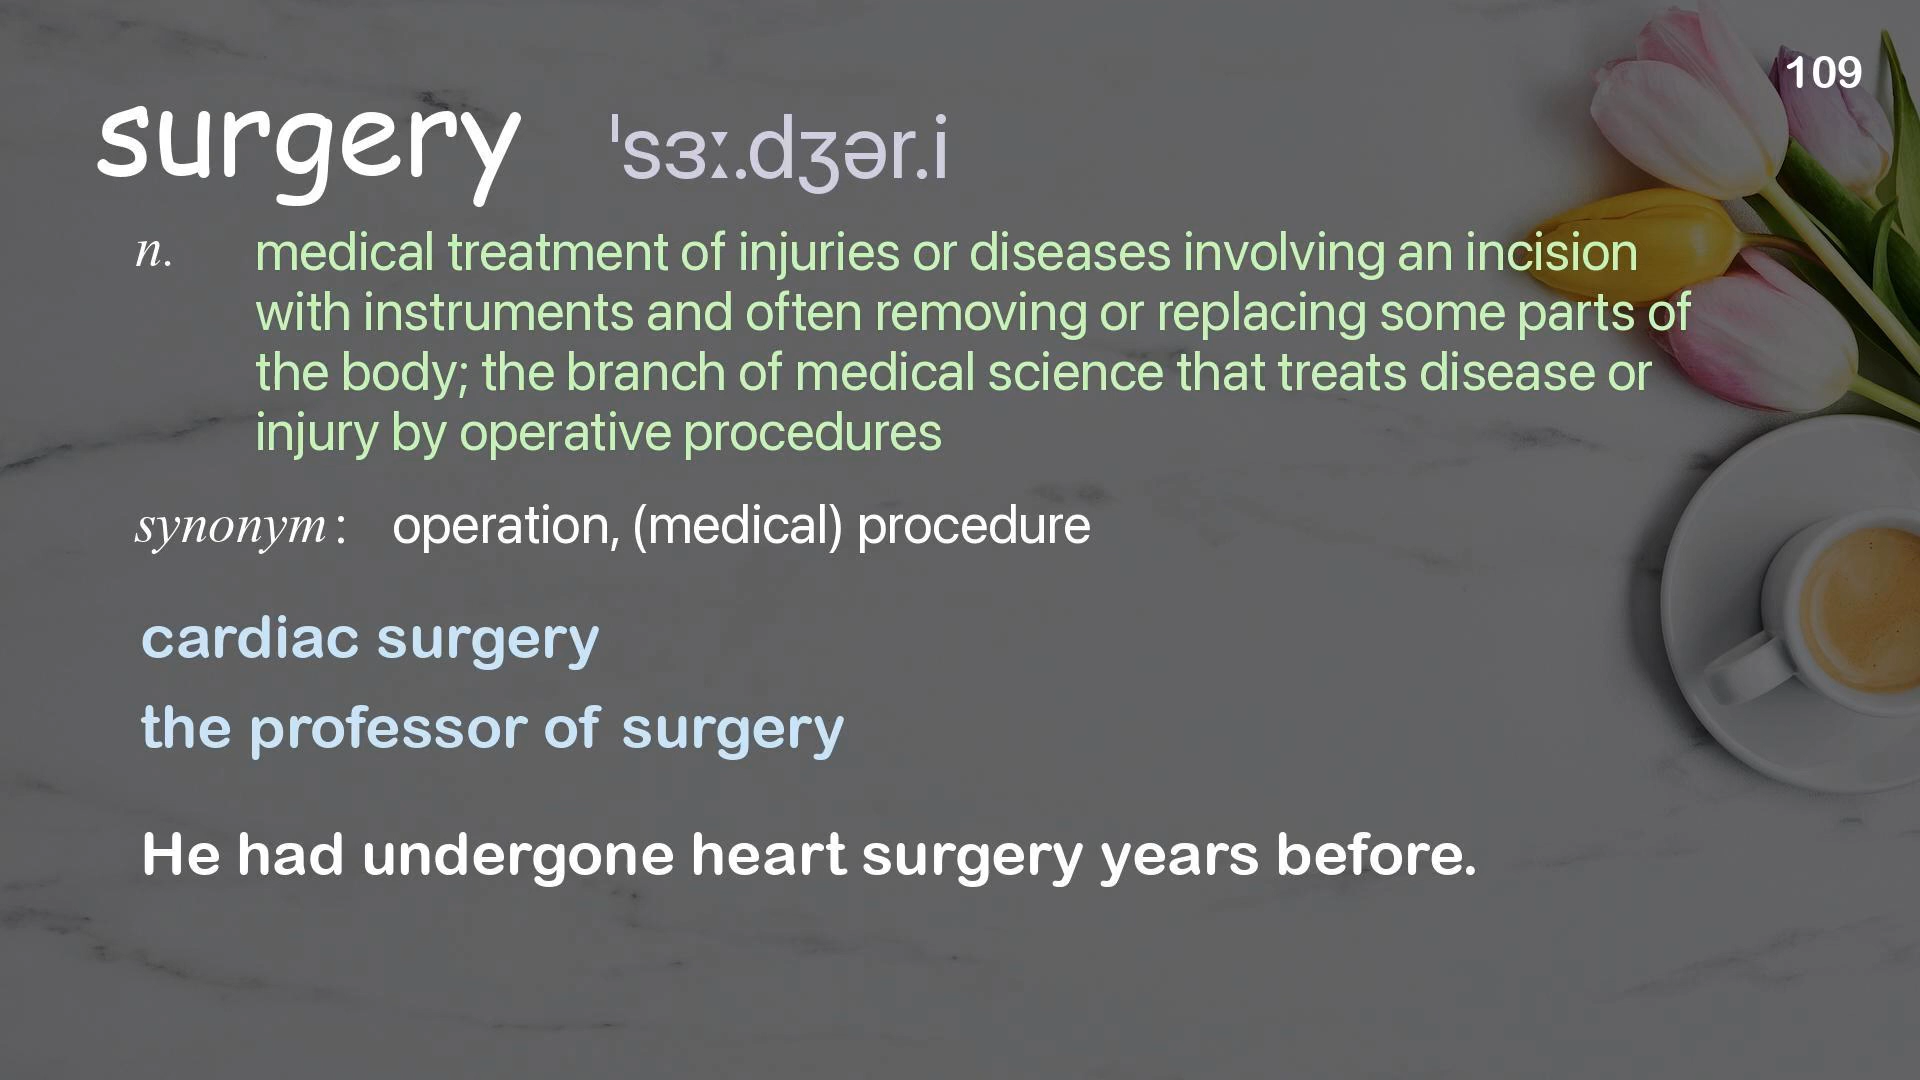 109
surgery ˈsɜː.dʒər.i
n. medical treatment of injuries or diseases involving an incision
with instruments and often removing or replacing some parts of
the body; the branch of medical science that treats disease or
injury by operative procedures
synonym: operation, (medical) procedure
cardiac surgery
the professor of surgery
He had undergone heart surgery years before.